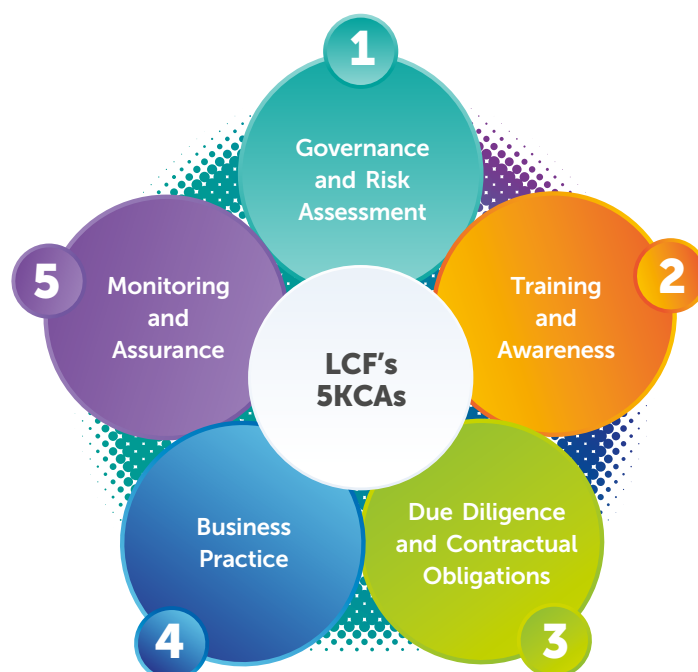 1
Governance
and Risk
Assessment
2
Training
and
Awareness
3
Due Diligence
and Contractual
Obligations
4
Business
Practice
5
Monitoring
and
Assurance
LCF's
5KCAs